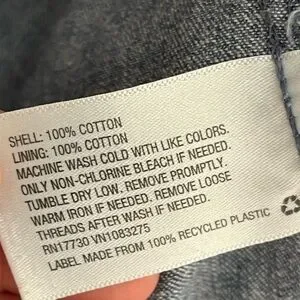 SHELL: 100% COTTON
LINING: 100% COTTON
MACHINE WASH COLD WITH LIKE COLORS.
ONLY NON-CHLORINE BLEACH IF NEEDED.
TUMBLE DRY LOW. REMOVE PROMPTLY.
WARM IRON IF NEEDED. REMOVE LOOSE
THREADS AFTER WASH IF NEEDED.
RN17730 VN1083275
LABEL MADE FROM 100% RECYCLED PLASTIC